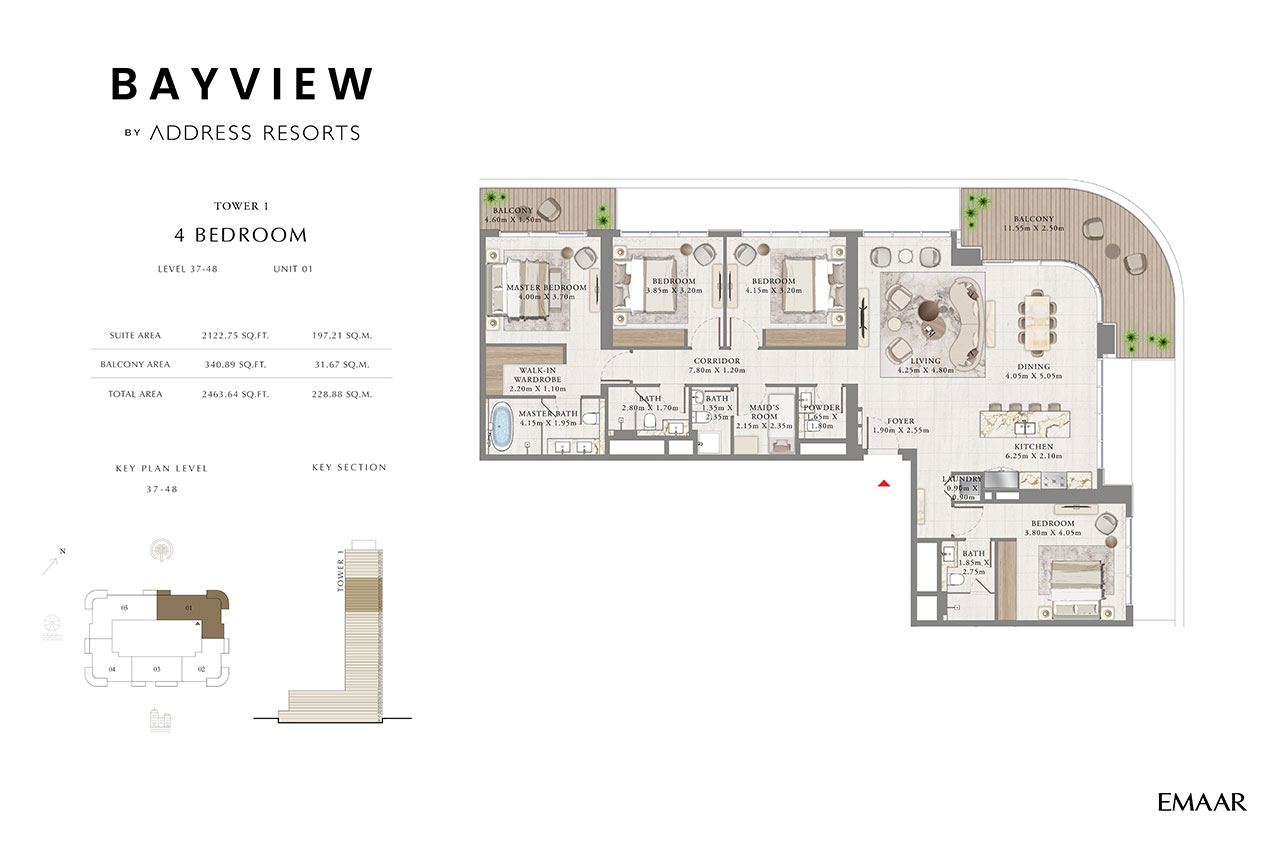 BAYVIEW
BY ADDRESS RESORTS
TOWER 1
4 BEDROOM
LEVEL 37-48 UNIT 01
SUITE AREA 2122.75 SQ.FT. 197.21 SQ.M.
BALCONY AREA 340.89 SQ.FT. 31.67 SQ.M.
TOTAL AREA 2463.64 SQ.FT. 228.88 SQ.M.
KEY PLAN LEVEL
37-48
KEY SECTION
N
05
01
04
03
02
TOWER 1
BALCONY
4.60m X 1.50m
BALCONY
11.55m X 2.50m
MASTER BEDROOM
4.00m X 3.70m
BEDROOM
3.85m X 3.20m
BEDROOM
4.15m X 3.20m
LIVING
4.25m X 4.80m
DINING
4.05m X 5.05m
CORRIDOR
7.80m X 1.20m
WALK-IN
WARDROBE
2.20m X 1.10m
MASTER BATH
4.15m X 1.95m
BATH
2.80m X 1.70m
BATH
1.35m X
2.35m
MAID'S
ROOM
2.15m X 2.35m
POWDER
1.65m X
1.80m
FOYER
1.90m X 2.55m
KITCHEN
6.25m X 2.10m
LAUNDRY
0.90m X
0.90m
BEDROOM
3.80m X 4.05m
BATH
1.85m X
2.75m
EMAAR